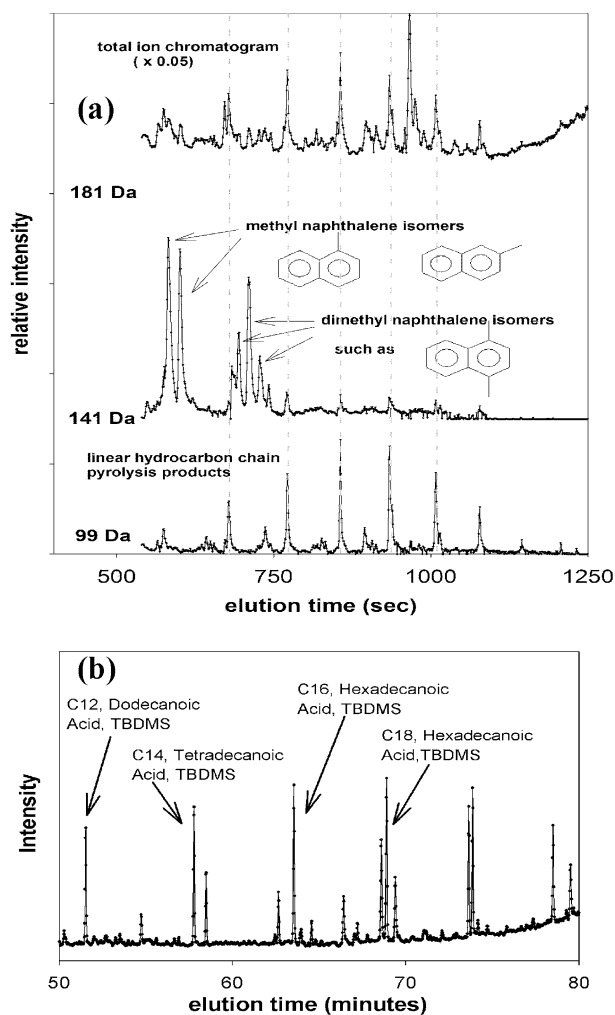 total ion chromatogram
( x 0.05)
(a)
181 Da
methyl naphthalene isomers
dimethyl naphthalene isomers
such as
141 Da
linear hydrocarbon chain
pyrolysis products
99 Da
relative intensity
500 750 1000 1250
elution time (sec)
(b)
C12, Dodecanoic
Acid, TBDMS
C14, Tetradecanoic
Acid, TBDMS
C16, Hexadecanoic
Acid, TBDMS
C18, Hexadecanoic
Acid,TBDMS
Intensity
50 60 70 80
elution time (minutes)